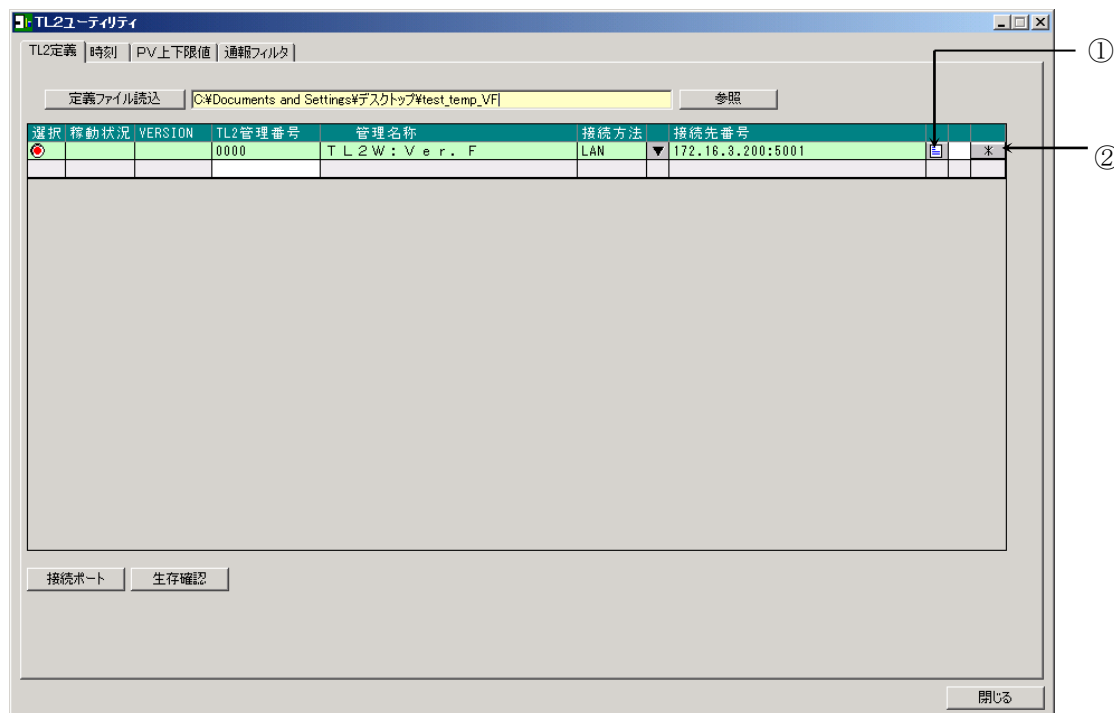 TL2ユーティリティ
TL2定義 時刻 PV上下限値 通報フィルタ
①
定義ファイル読込 C:¥Documents and Settings¥デスクトップ¥test_temp_VF 参照
選択 稼動状況 VERSION TL2管理番号 管理名称 接続方法 接続先番号
0000 TL2W:Ver. F LAN ▼ 172.16.3.200:5001 *
②
接続ポート 生存確認
閉じる